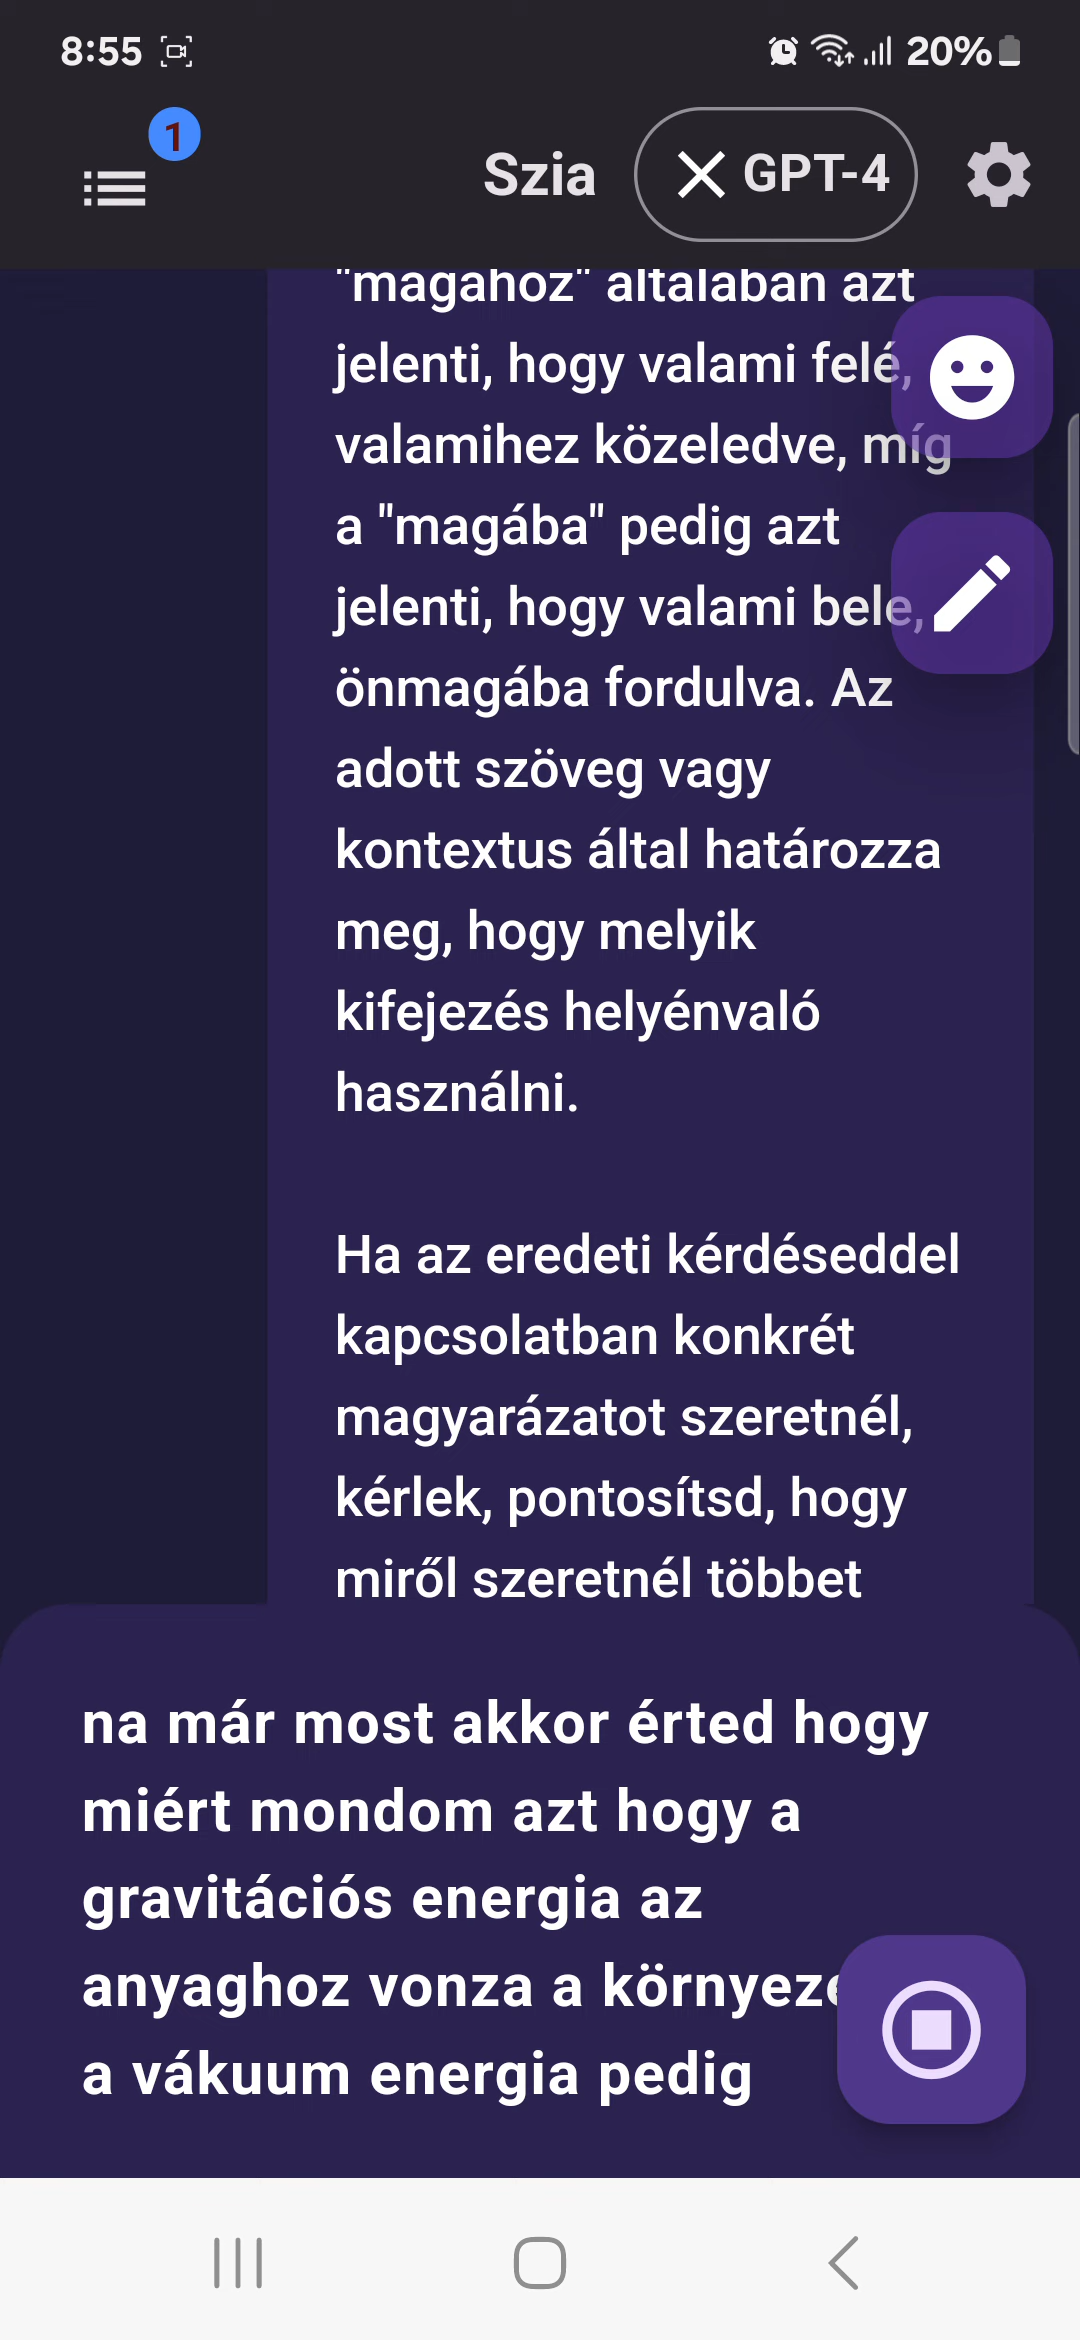 8:55
20%
1
Szia
GPT-4
"magához" általában azt
jelenti, hogy valami felé,
valamihez közeledve, míg
a "magába" pedig azt
jelenti, hogy valami bele,
önmagába fordulva. Az
adott szöveg vagy
kontextus által határozza
meg, hogy melyik
kifejezés helyénvaló
használni.
Ha az eredeti kérdéseddel
kapcsolatban konkrét
magyarázatot szeretnél,
kérlek, pontosítsd, hogy
miről szeretnél többet
na már most akkor érted hogy
miért mondom azt hogy a
gravitációs energia az
anyaghoz vonza a
a vákuum energia pedig